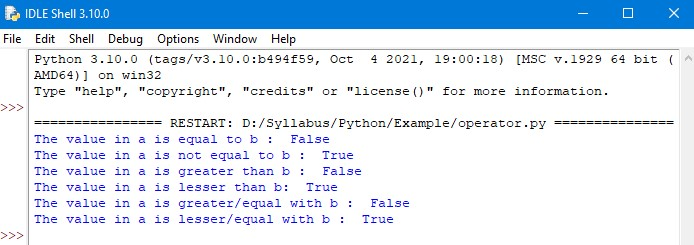 IDLE Shell 3.10.0
File Edit Shell Debug Options Window Help
Python 3.10.0 (tags/v3.10.0:b494f59, Oct  4 2021, 19:00:18) [MSC v.1929 64 bit (
AMD64)] on win32
Type "help", "copyright", "credits" or "license()" for more information.
>>>
================ RESTART: D:/Syllabus/Python/Example/operator.py ===============
The value in a is equal to b :  False
The value in a is not equal to b :  True
The value in a is greater than b :  False
The value in a is lesser than b:  True
The value in a is greater/equal with b :  False
The value in a is lesser/equal with b :  True
>>>